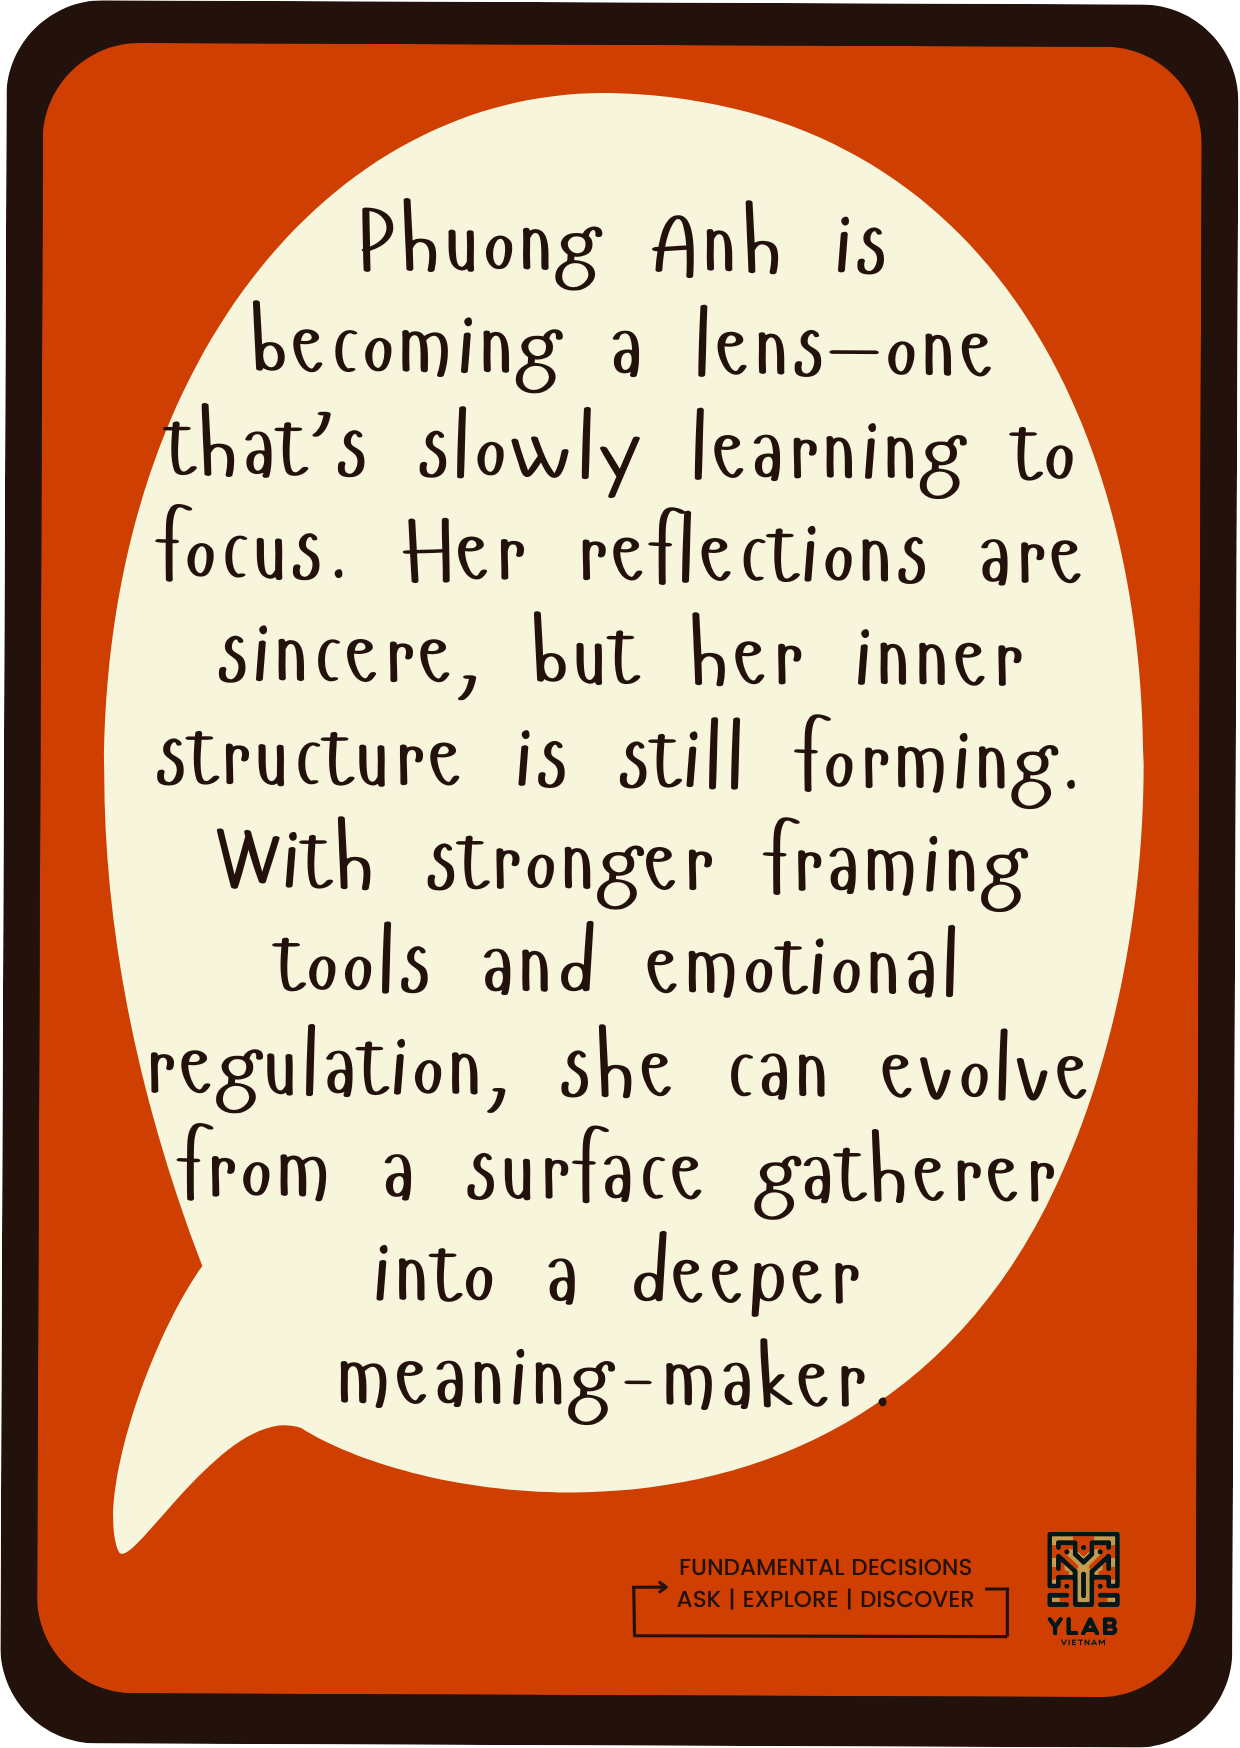 Phuong Anh is
becoming a lens—one
that’s slowly learning to
focus. Her reflections are
sincere, but her inner
structure is still forming.
With stronger framing
tools and emotional
regulation, she can evolve
from a surface gatherer
into a deeper
meaning-maker.
FUNDAMENTAL DECISIONS
ASK | EXPLORE | DISCOVER
YLAB
VIETNAM